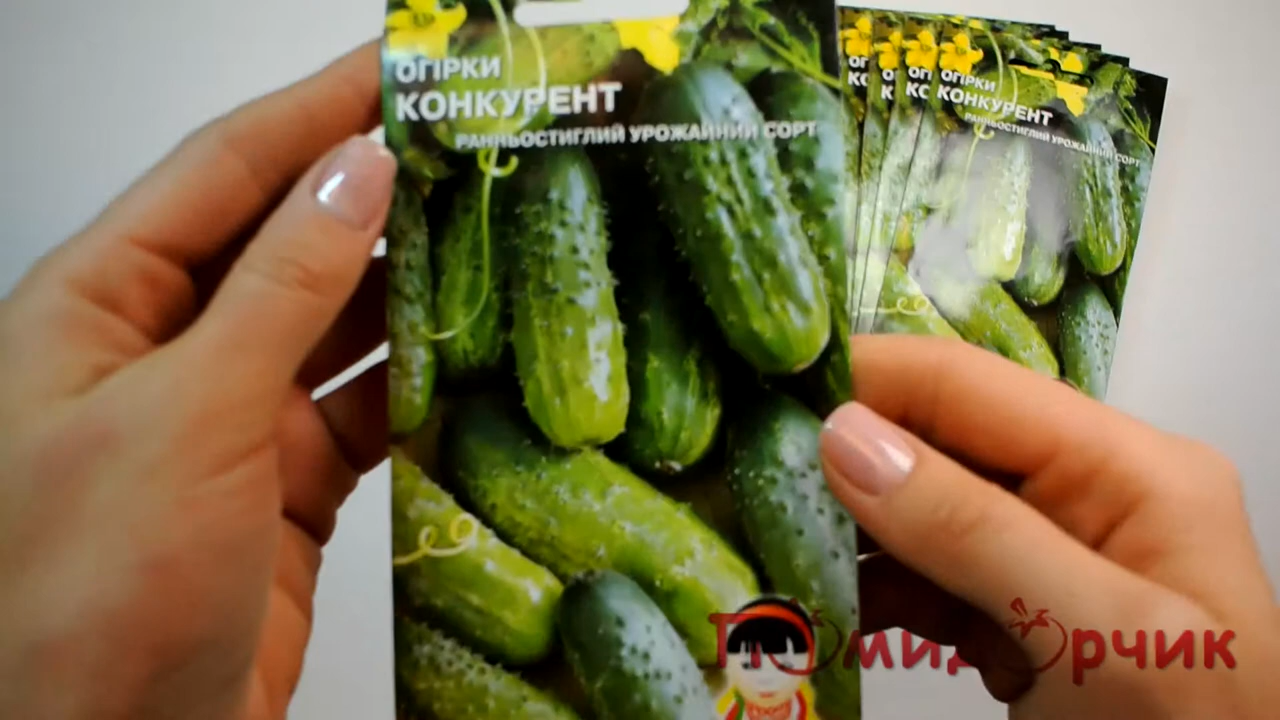 ОГІРКИ
КОНКУРЕНТ
РАННЬОСТИГЛИЙ УРОЖАЙНИЙ СОРТ
ОГІРКИ
КОНКУРЕНТ
РАННЬОСТИГЛИЙ УРОЖАЙНИЙ СОРТ
Помидорчик